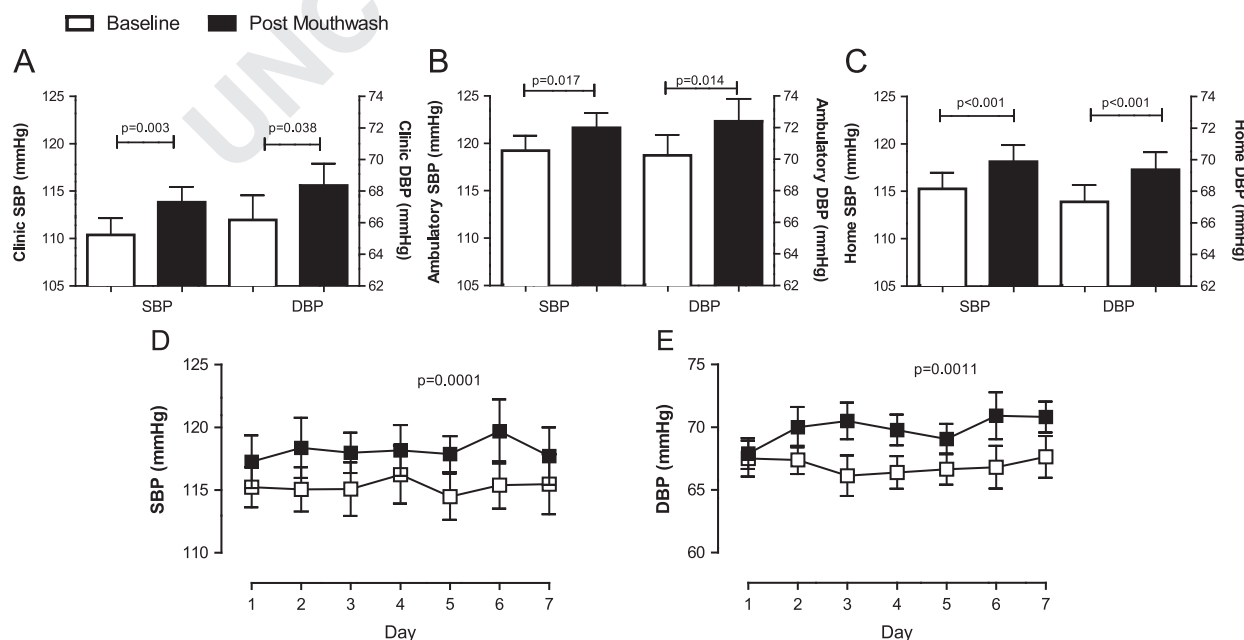 UNC
Baseline Post Mouthwash
A
Clinic SBP (mmHg)
125
120
115
110
105
p=0.003
p=0.038
74
72
70
68
66
64
62
Clinic DBP (mmHg)
SBP DBP
B
Ambulatory SBP (mmHg)
125
120
115
110
105
p=0.017
p=0.014
74
72
70
68
66
64
62
Ambulatory DBP (mmHg)
SBP DBP
C
Home SBP (mmHg)
125
120
115
110
105
p<0.001
p<0.001
74
72
70
68
66
64
62
Home DBP (mmHg)
SBP DBP
D
SBP (mmHg)
125
120
115
110
p=0.0001
1 2 3 4 5 6 7
Day
E
DBP (mmHg)
75
70
65
60
p=0.0011
1 2 3 4 5 6 7
Day